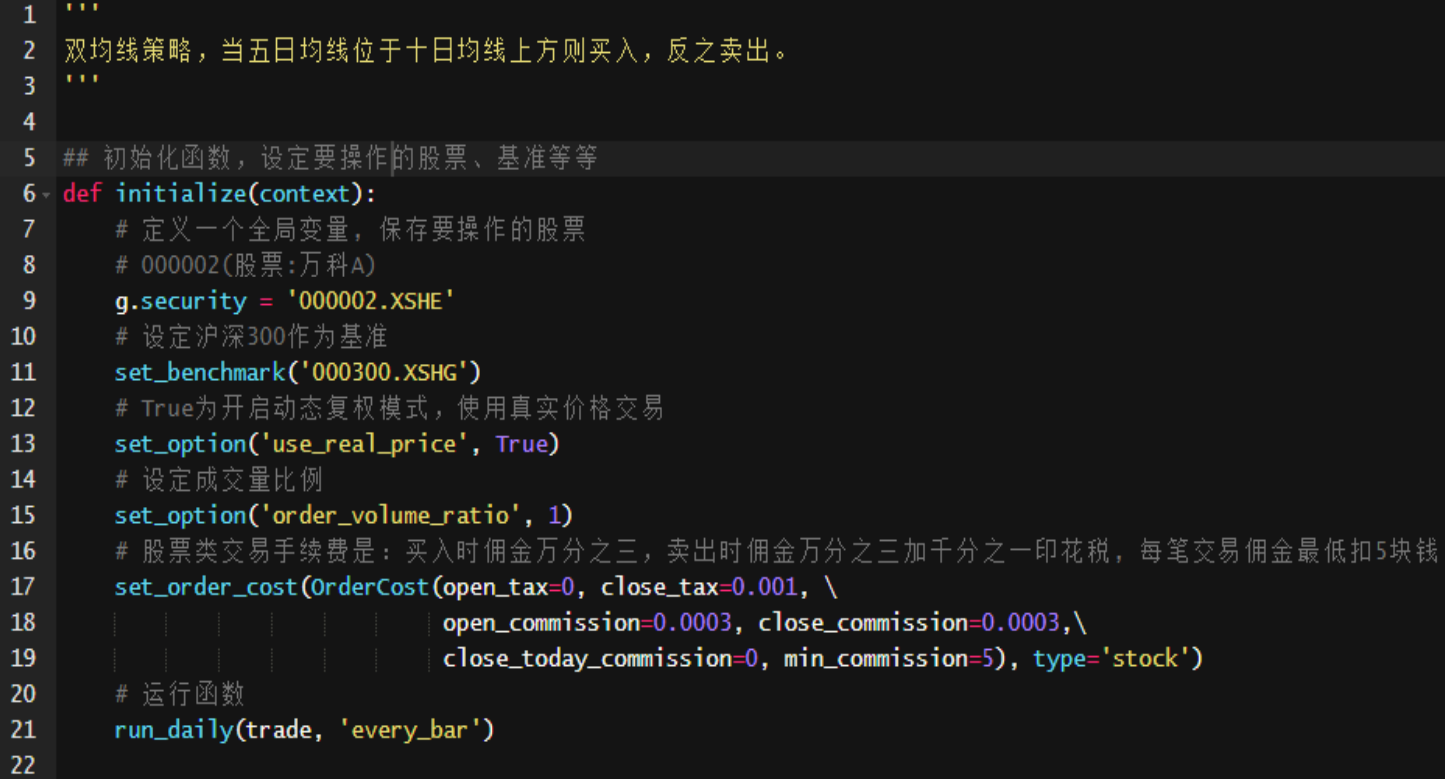 1 '''
2 双均线策略，当五日均线位于十日均线上方则买入，反之卖出。
3 '''
4
5 ## 初始化函数，设定要操作的股票、基准等等
6 def initialize(context):
7 # 定义一个全局变量，保存要操作的股票
8 # 000002(股票:万科A)
9 g.security = '000002.XSHE'
10 # 设定沪深300作为基准
11 set_benchmark('000300.XSHG')
12 # True为开启动态复权模式，使用真实价格交易
13 set_option('use_real_price', True)
14 # 设定成交量比例
15 set_option('order_volume_ratio', 1)
16 # 股票类交易手续费是：买入时佣金万分之三，卖出时佣金万分之三加千分之一印花税，每笔交易佣金最低扣5块钱
17 set_order_cost(OrderCost(open_tax=0, close_tax=0.001, \
18 open_commission=0.0003, close_commission=0.0003,\
19 close_today_commission=0, min_commission=5), type='stock')
20 # 运行函数
21 run_daily(trade, 'every_bar')
22